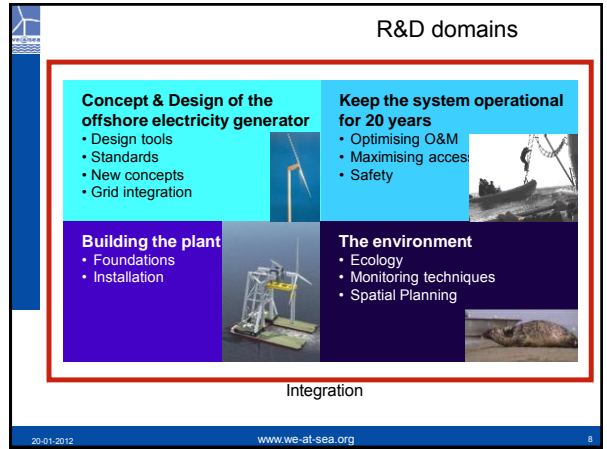 R&D domains
we@sea
Concept & Design of the
offshore electricity generator
• Design tools
• Standards
• New concepts
• Grid integration
Keep the system operational
for 20 years
• Optimising O&M
• Maximising access
• Safety
Building the plant
• Foundations
• Installation
The environment
• Ecology
• Monitoring techniques
• Spatial Planning
Integration
20-01-2012
www.we-at-sea.org
8